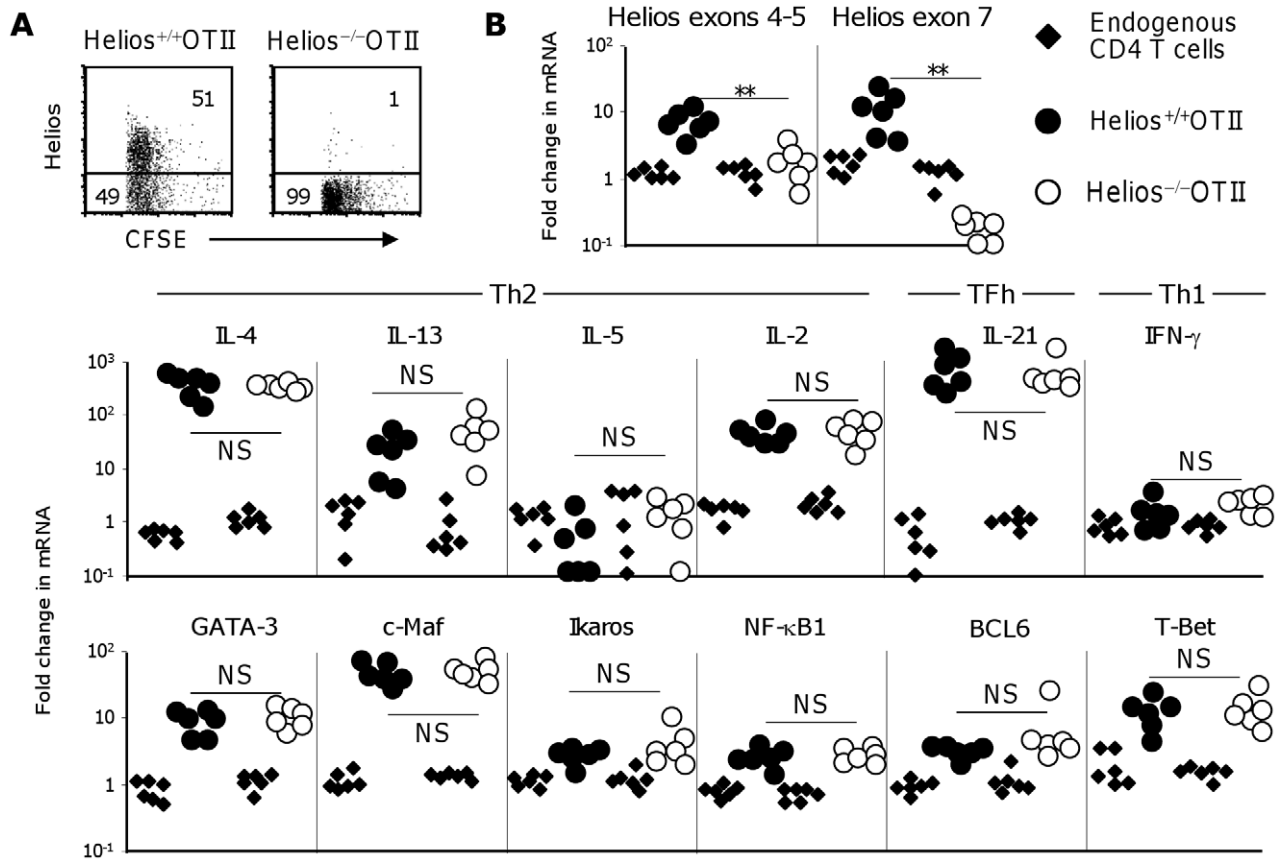 A
Helios+/+OTII Helios−/−OTII
51 1
Helios
49 99
CFSE
B
Helios exons 4-5 Helios exon 7
Fold change in mRNA
10²
10
1
10⁻¹
** **
Endogenous
CD4 T cells
Helios+/+OTII
Helios−/−OTII
Th2 TFh Th1
IL-4 IL-13 IL-5 IL-2 IL-21 IFN-γ
10³
10²
10
1
10⁻¹
NS NS NS NS NS NS
Fold change in mRNA
GATA-3 c-Maf Ikaros NF-κB1 BCL6 T-Bet
10²
10
1
10⁻¹
NS NS NS NS NS NS